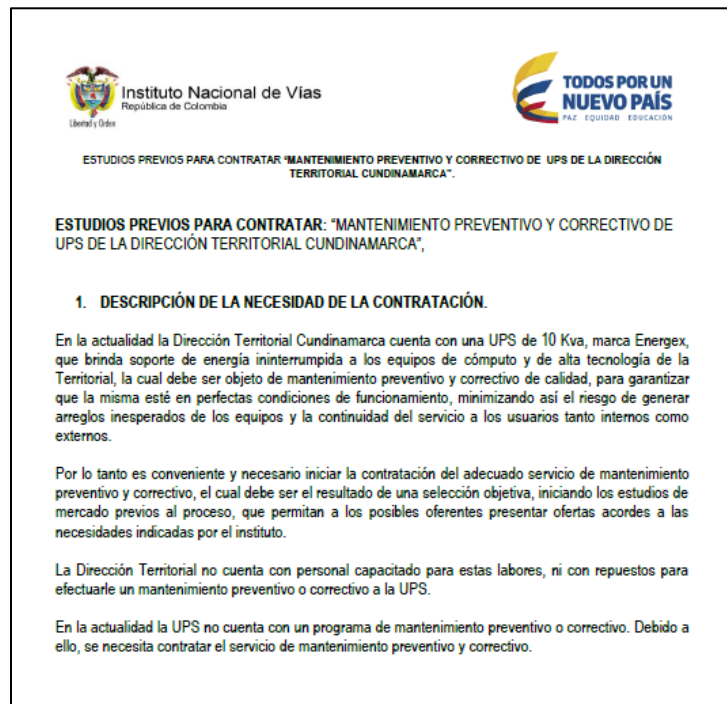 Instituto Nacional de Vías
República de Colombia
Libertad y Orden
TODOS POR UN
NUEVO PAÍS
PAZ EQUIDAD EDUCACIÓN
ESTUDIOS PREVIOS PARA CONTRATAR “MANTENIMIENTO PREVENTIVO Y CORRECTIVO DE UPS DE LA DIRECCIÓN
TERRITORIAL CUNDINAMARCA”.
ESTUDIOS PREVIOS PARA CONTRATAR: “MANTENIMIENTO PREVENTIVO Y CORRECTIVO DE
UPS DE LA DIRECCIÓN TERRITORIAL CUNDINAMARCA”,
1. DESCRIPCIÓN DE LA NECESIDAD DE LA CONTRATACIÓN.
En la actualidad la Dirección Territorial Cundinamarca cuenta con una UPS de 10 Kva, marca Energex,
que brinda soporte de energía ininterrumpida a los equipos de cómputo y de alta tecnología de la
Territorial, la cual debe ser objeto de mantenimiento preventivo y correctivo de calidad, para garantizar
que la misma esté en perfectas condiciones de funcionamiento, minimizando así el riesgo de generar
arreglos inesperados de los equipos y la continuidad del servicio a los usuarios tanto internos como
externos.
Por lo tanto es conveniente y necesario iniciar la contratación del adecuado servicio de mantenimiento
preventivo y correctivo, el cual debe ser el resultado de una selección objetiva, iniciando los estudios de
mercado previos al proceso, que permitan a los posibles oferentes presentar ofertas acordes a las
necesidades indicadas por el instituto.
La Dirección Territorial no cuenta con personal capacitado para estas labores, ni con repuestos para
efectuarle un mantenimiento preventivo o correctivo a la UPS.
En la actualidad la UPS no cuenta con un programa de mantenimiento preventivo o correctivo. Debido a
ello, se necesita contratar el servicio de mantenimiento preventivo y correctivo.